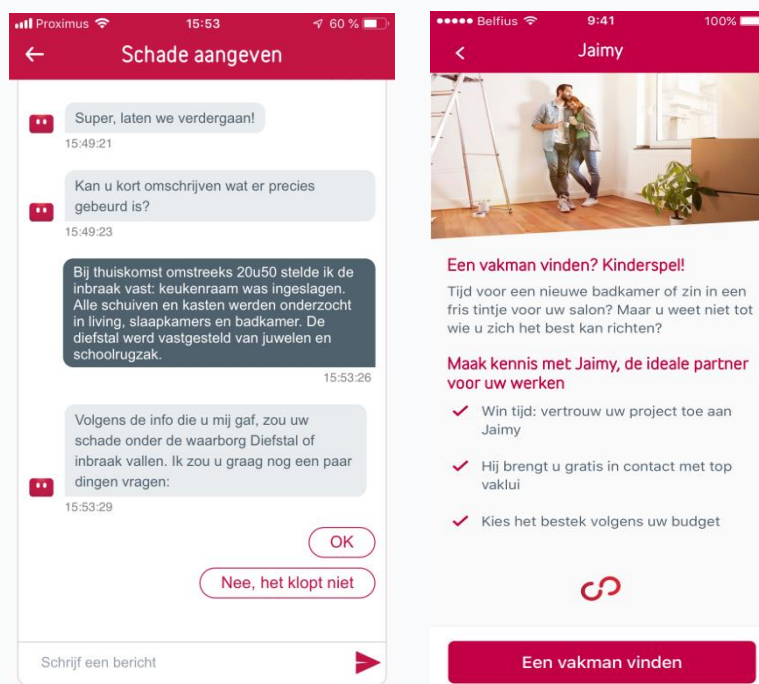 Proximus 15:53 60 %
Schade aangeven
Super, laten we verdergaan!
15:49:21
Kan u kort omschrijven wat er precies
gebeurd is?
15:49:23
Bij thuiskomst omstreeks 20u50 stelde ik de
inbraak vast: keukenraam was ingeslagen.
Alle schuiven en kasten werden onderzocht
in living, slaapkamers en badkamer. De
diefstal werd vastgesteld van juwelen en
schoolrugzak.
15:53:26
Volgens de info die u mij gaf, zou uw
schade onder de waarborg Diefstal of
inbraak vallen. Ik zou u graag nog een paar
dingen vragen:
15:53:29
OK
Nee, het klopt niet
Schrijf een bericht
Belfius 9:41 100%
Jaimy
Een vakman vinden? Kinderspel!
Tijd voor een nieuwe badkamer of zin in een
fris tintje voor uw salon? Maar u weet niet tot
wie u zich het best kan richten?
Maak kennis met Jaimy, de ideale partner
voor uw werken
Win tijd: vertrouw uw project toe aan
Jaimy
Hij brengt u gratis in contact met top
vaklui
Kies het bestek volgens uw budget
Een vakman vinden